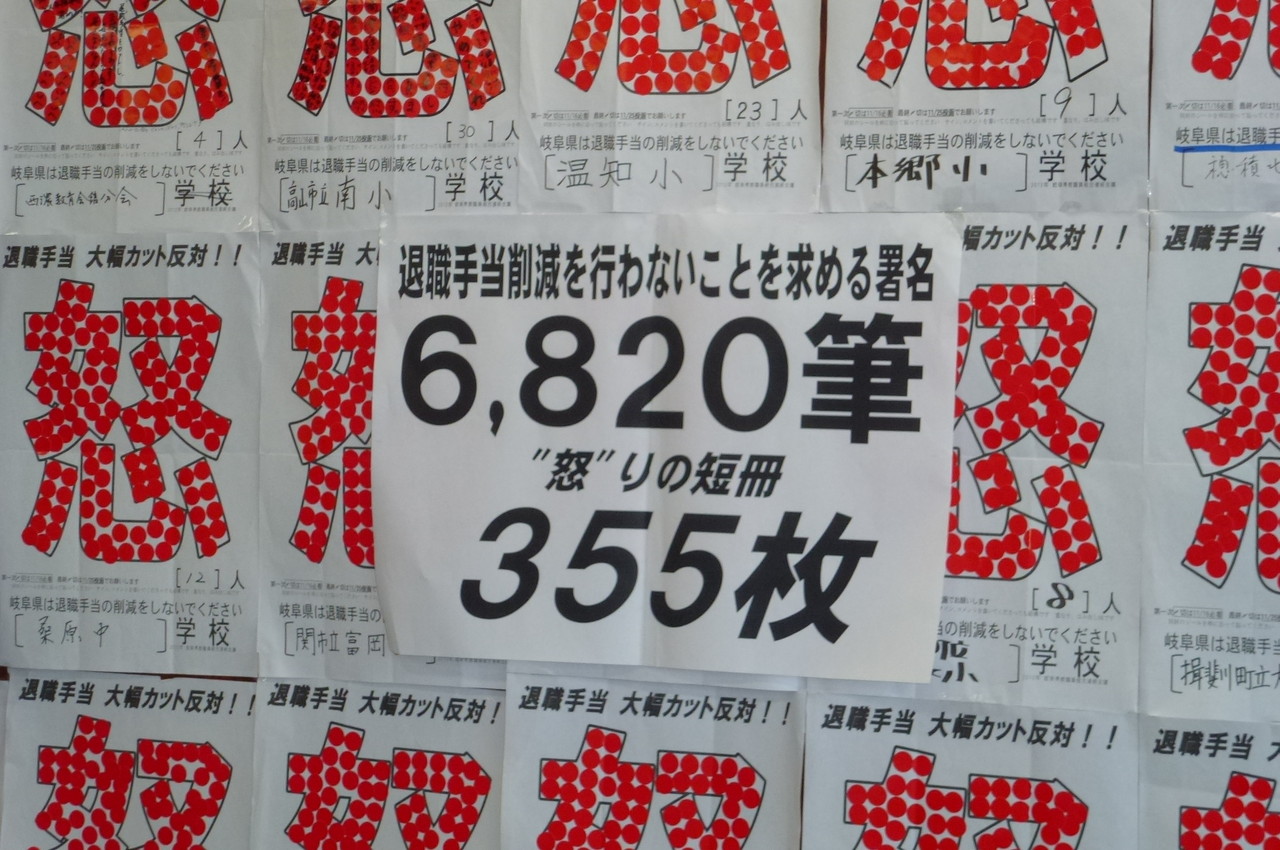 [4]人
岐阜県は退職手当の削減をしないでください
学校
[30]人
岐阜県は退職手当の削減をしないでください
南小
学校
[23]人
岐阜県は退職手当の削減をしないでください
[温知小]学校
[9]人
岐阜県は退職手当の削減をしないでください
[本郷小]学校
岐阜県は退職手
穂積
退職手当 大幅カット反対!!
怒
[12]人
岐阜県は退職手当の削減をしないでください
[桑原中]学校
退職手当 大
岐阜県は退職手当の
[関市立富岡
退職手当削減を行わないことを求める署名
6,820筆
"怒"りの短冊
355枚
幅カット反対!!
[8]人
の削減をしないでください
小]学校
退職手当
岐阜県は退職手当
[揖斐川町立
退職手当 大幅カット反対!!
退職手当 大幅カット反対!!
退職手当 大幅カット反対!!
退職手当 大幅カット反対!!
退職手当